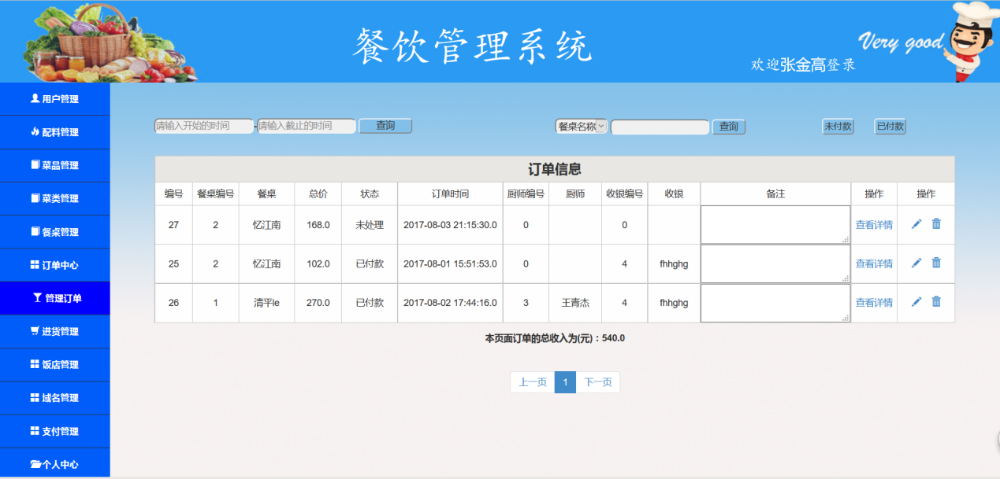 餐饮管理系统
Very good
欢迎张金高登录
用户管理
配料管理
菜品管理
菜类管理
餐桌管理
订单中心
管理订单
进货管理
饭店管理
域名管理
支付管理
个人中心
请输入开始的时间 - 请输入截止的时间 查询 餐桌名称 查询 未付款 已付款
订单信息
编号 餐桌编号 餐桌 总价 状态 订单时间 厨师编号 厨师 收银编号 收银 备注 操作 操作
27 2 忆江南 168.0 未处理 2017-08-03 21:15:30.0 0 0 查看详情
25 2 忆江南 102.0 已付款 2017-08-01 15:51:53.0 0 4 fhhghg 查看详情
26 1 清平le 270.0 已付款 2017-08-02 17:44:16.0 3 王青杰 4 fhhghg 查看详情
本页面订单的总收入为(元)：540.0
上一页 1 下一页